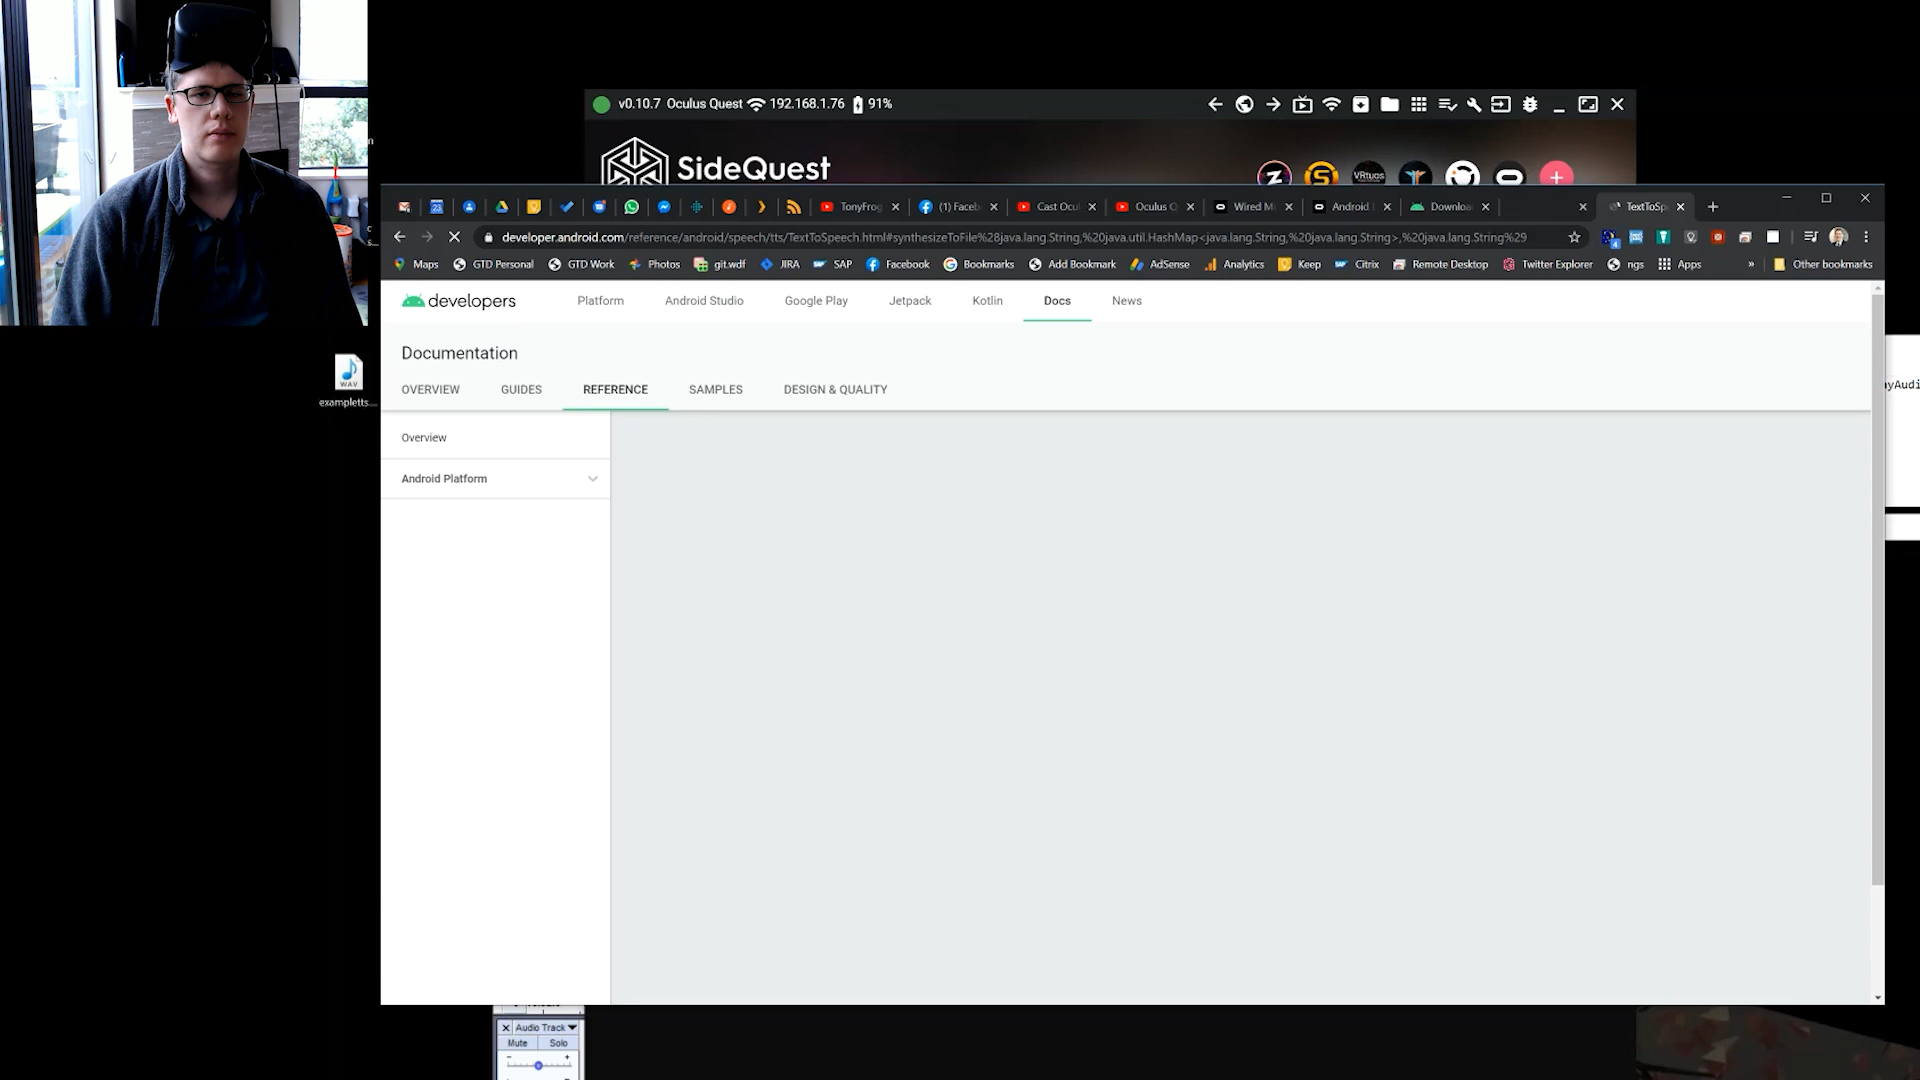 v0.10.7 Oculus Quest 192.168.1.76 91%
SideQuest
VRtuos
TonyFrog
(1) Faceb
Cast Ocu
Oculus Q
Wired M
Android
Downloa
TextToSp
developer.android.com/reference/android/speech/tts/TextToSpeech.html#synthesizeToFile%28java.lang.String,%20java.util.HashMap<java.lang.String,%20java.lang.String>,%20java.lang.String%29
Maps GTD Personal GTD Work Photos git.wdf JIRA SAP Facebook Bookmarks Add Bookmark AdSense Analytics Keep Citrix Remote Desktop Twitter Explorer ngs Apps » Other bookmarks
developers Platform Android Studio Google Play Jetpack Kotlin Docs News
Documentation
OVERVIEW GUIDES REFERENCE SAMPLES DESIGN & QUALITY
Overview
Android Platform
WAV
exampletts...
ayAudi
Audio Track
Mute Solo
- +